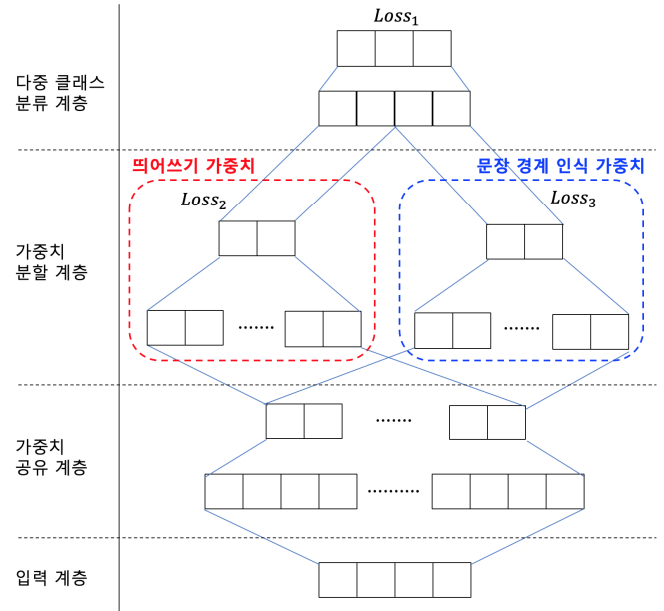 Loss₁
다중 클래스
분류 계층
띄어쓰기 가중치
문장 경계 인식 가중치
Loss₂
Loss₃
가중치
분할 계층
.......
.......
가중치
공유 계층
.......
..........
입력 계층